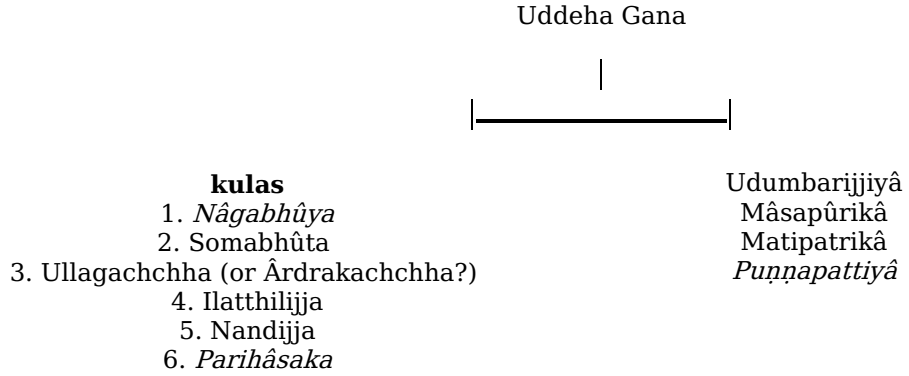 Uddeha Gana
kulas
1. Nâgabhûya
2. Somabhûta
3. Ullagachchha (or Ârdrakachchha?)
4. Ilatthilijja
5. Nandijja
6. Parihâsaka
Udumbarijjiyâ
Mâsapûrikâ
Matipatrikâ
Puṇṇapattiyâ